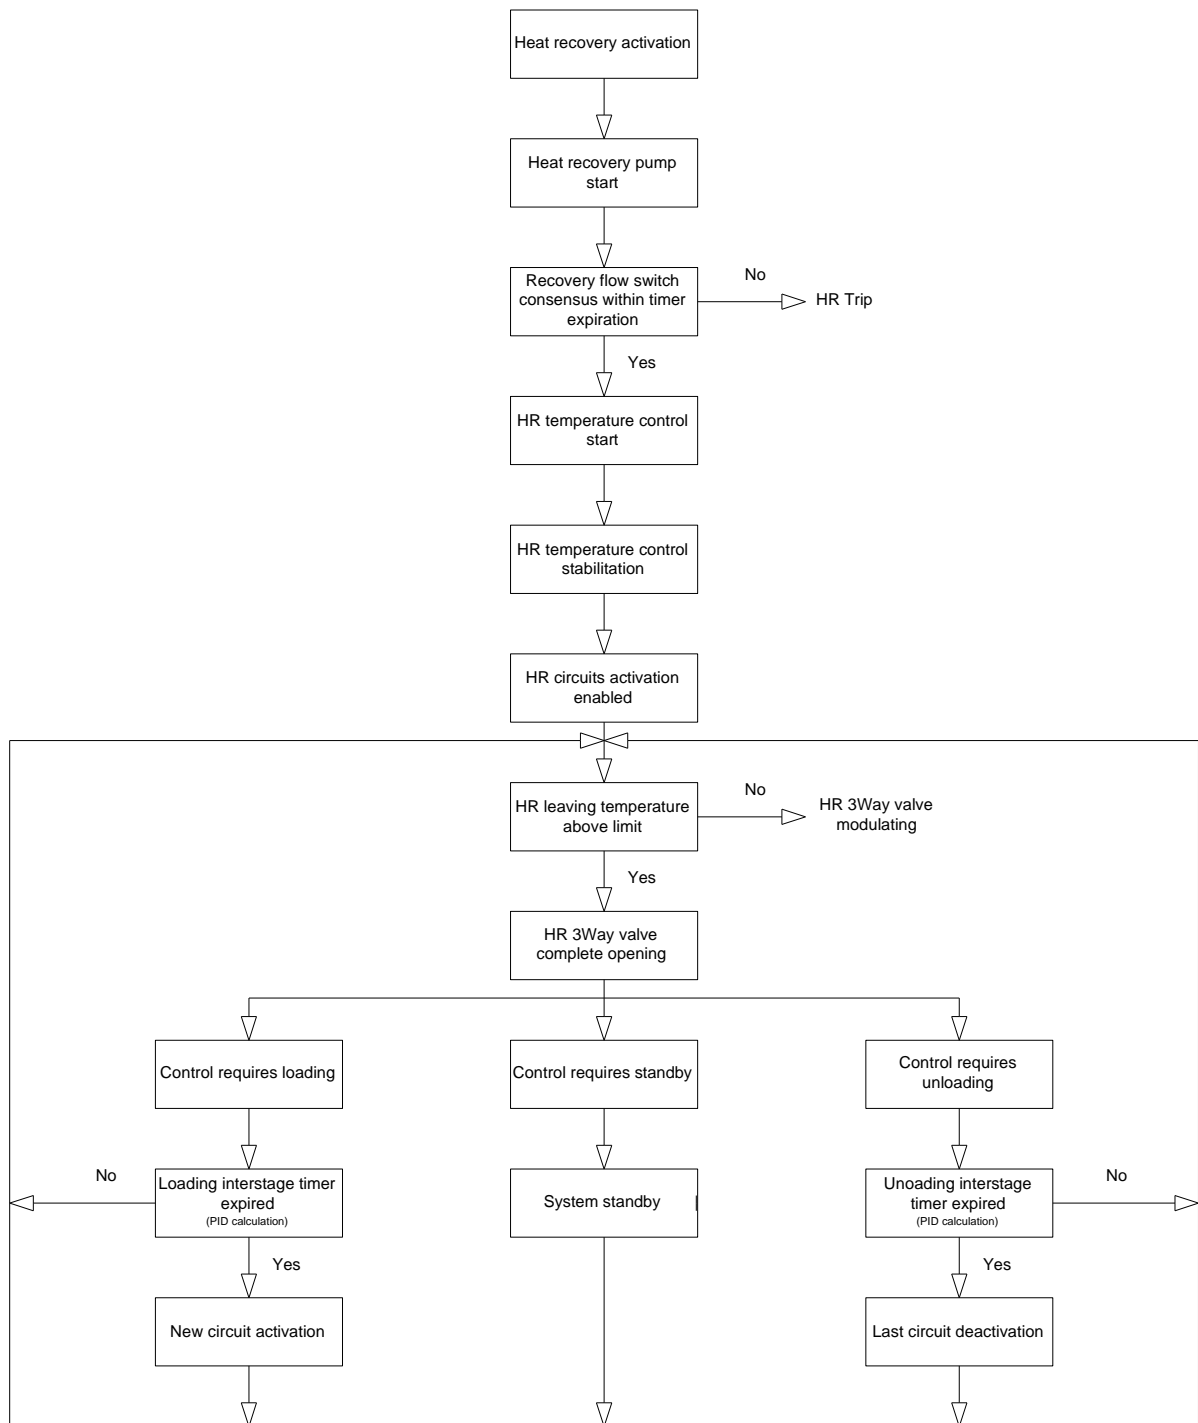 Heat recovery activation
Heat recovery pump
start
Recovery flow switch
consensus within timer
expiration
No
HR Trip
Yes
HR temperature control
start
HR temperature control
stabilitation
HR circuits activation
enabled
HR leaving temperature
above limit
No
HR 3Way valve
modulating
Yes
HR 3Way valve
complete opening
Control requires loading
Control requires standby
Control requires
unloading
No
Loading interstage timer
expired
(PID calculation)
System standby
Unoading interstage
timer expired
(PID calculation)
No
Yes
Yes
New circuit activation
Last circuit deactivation